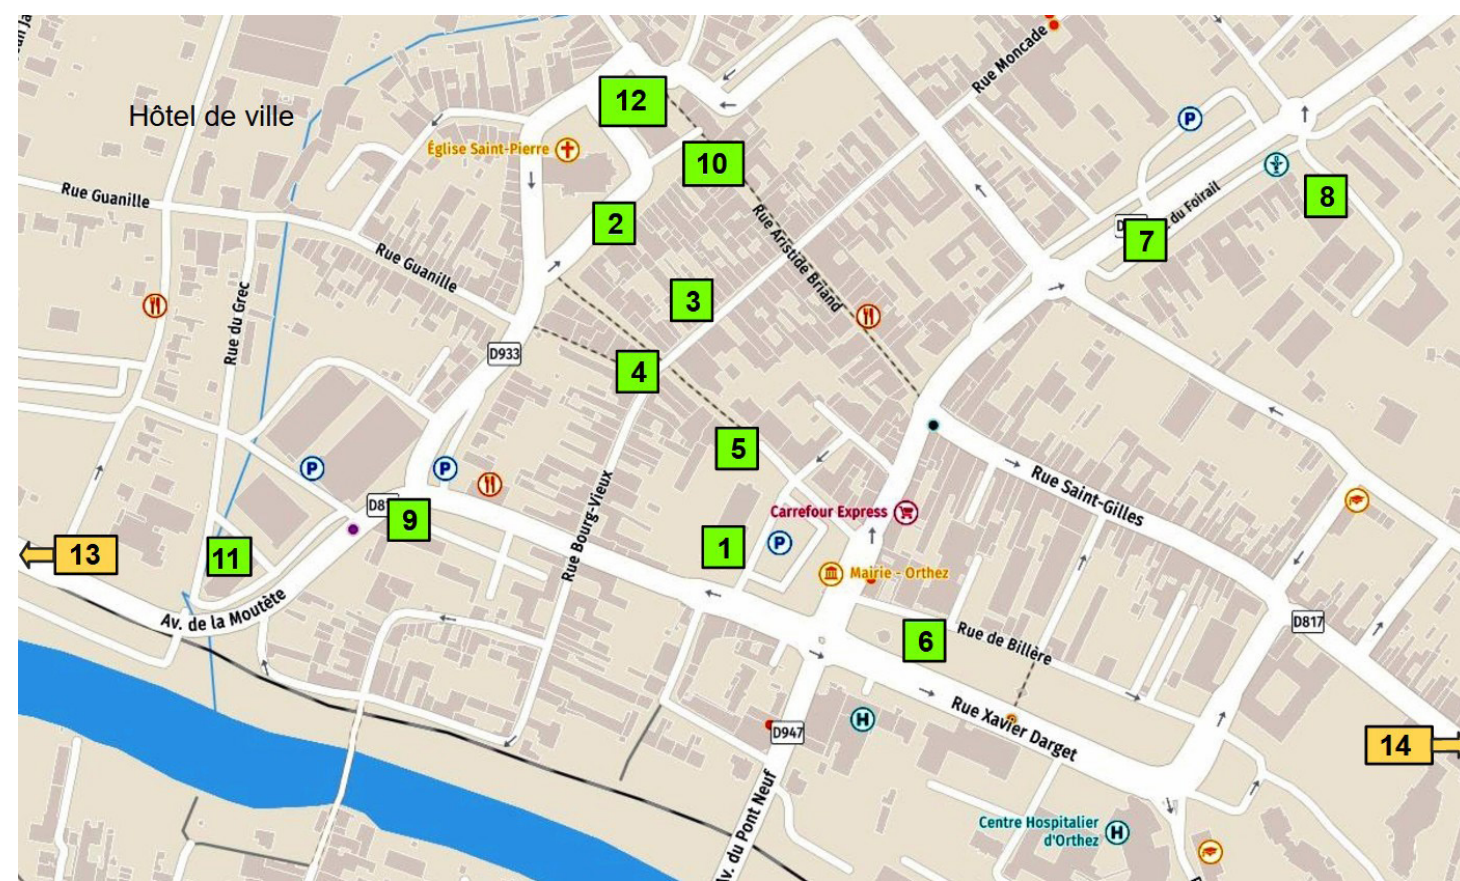 Rue Moncade
12
Hôtel de ville
P
Église Saint-Pierre
10
Rue Guanille
8
2
du Foirail
7
Rue Aristide Briand
Rue Guanille
3
Rue du Grec
D933
4
5
P
P
Rue Saint-Gilles
Rue Bourg-Vieux
9
Carrefour Express
13
11
1
P
Mairie - Orthez
Av. de la Moutète
D817
6
Rue de Billère
Rue Xavier Darget
H
D947
14
Av. du Pont Neuf
Centre Hospitalier
d'Orthez
H